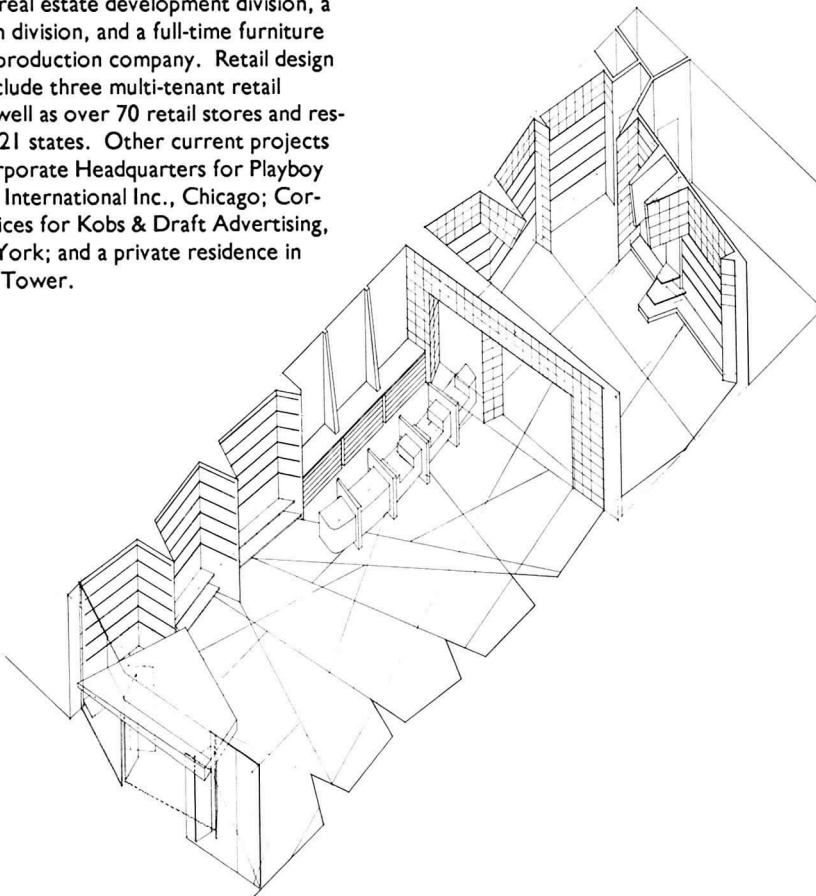 real estate development division, a
n division, and a full-time furniture
production company. Retail design
clude three multi-tenant retail
well as over 70 retail stores and res-
21 states. Other current projects
rporate Headquarters for Playboy
International Inc., Chicago; Cor-
ices for Kobs & Draft Advertising,
York; and a private residence in
Tower.